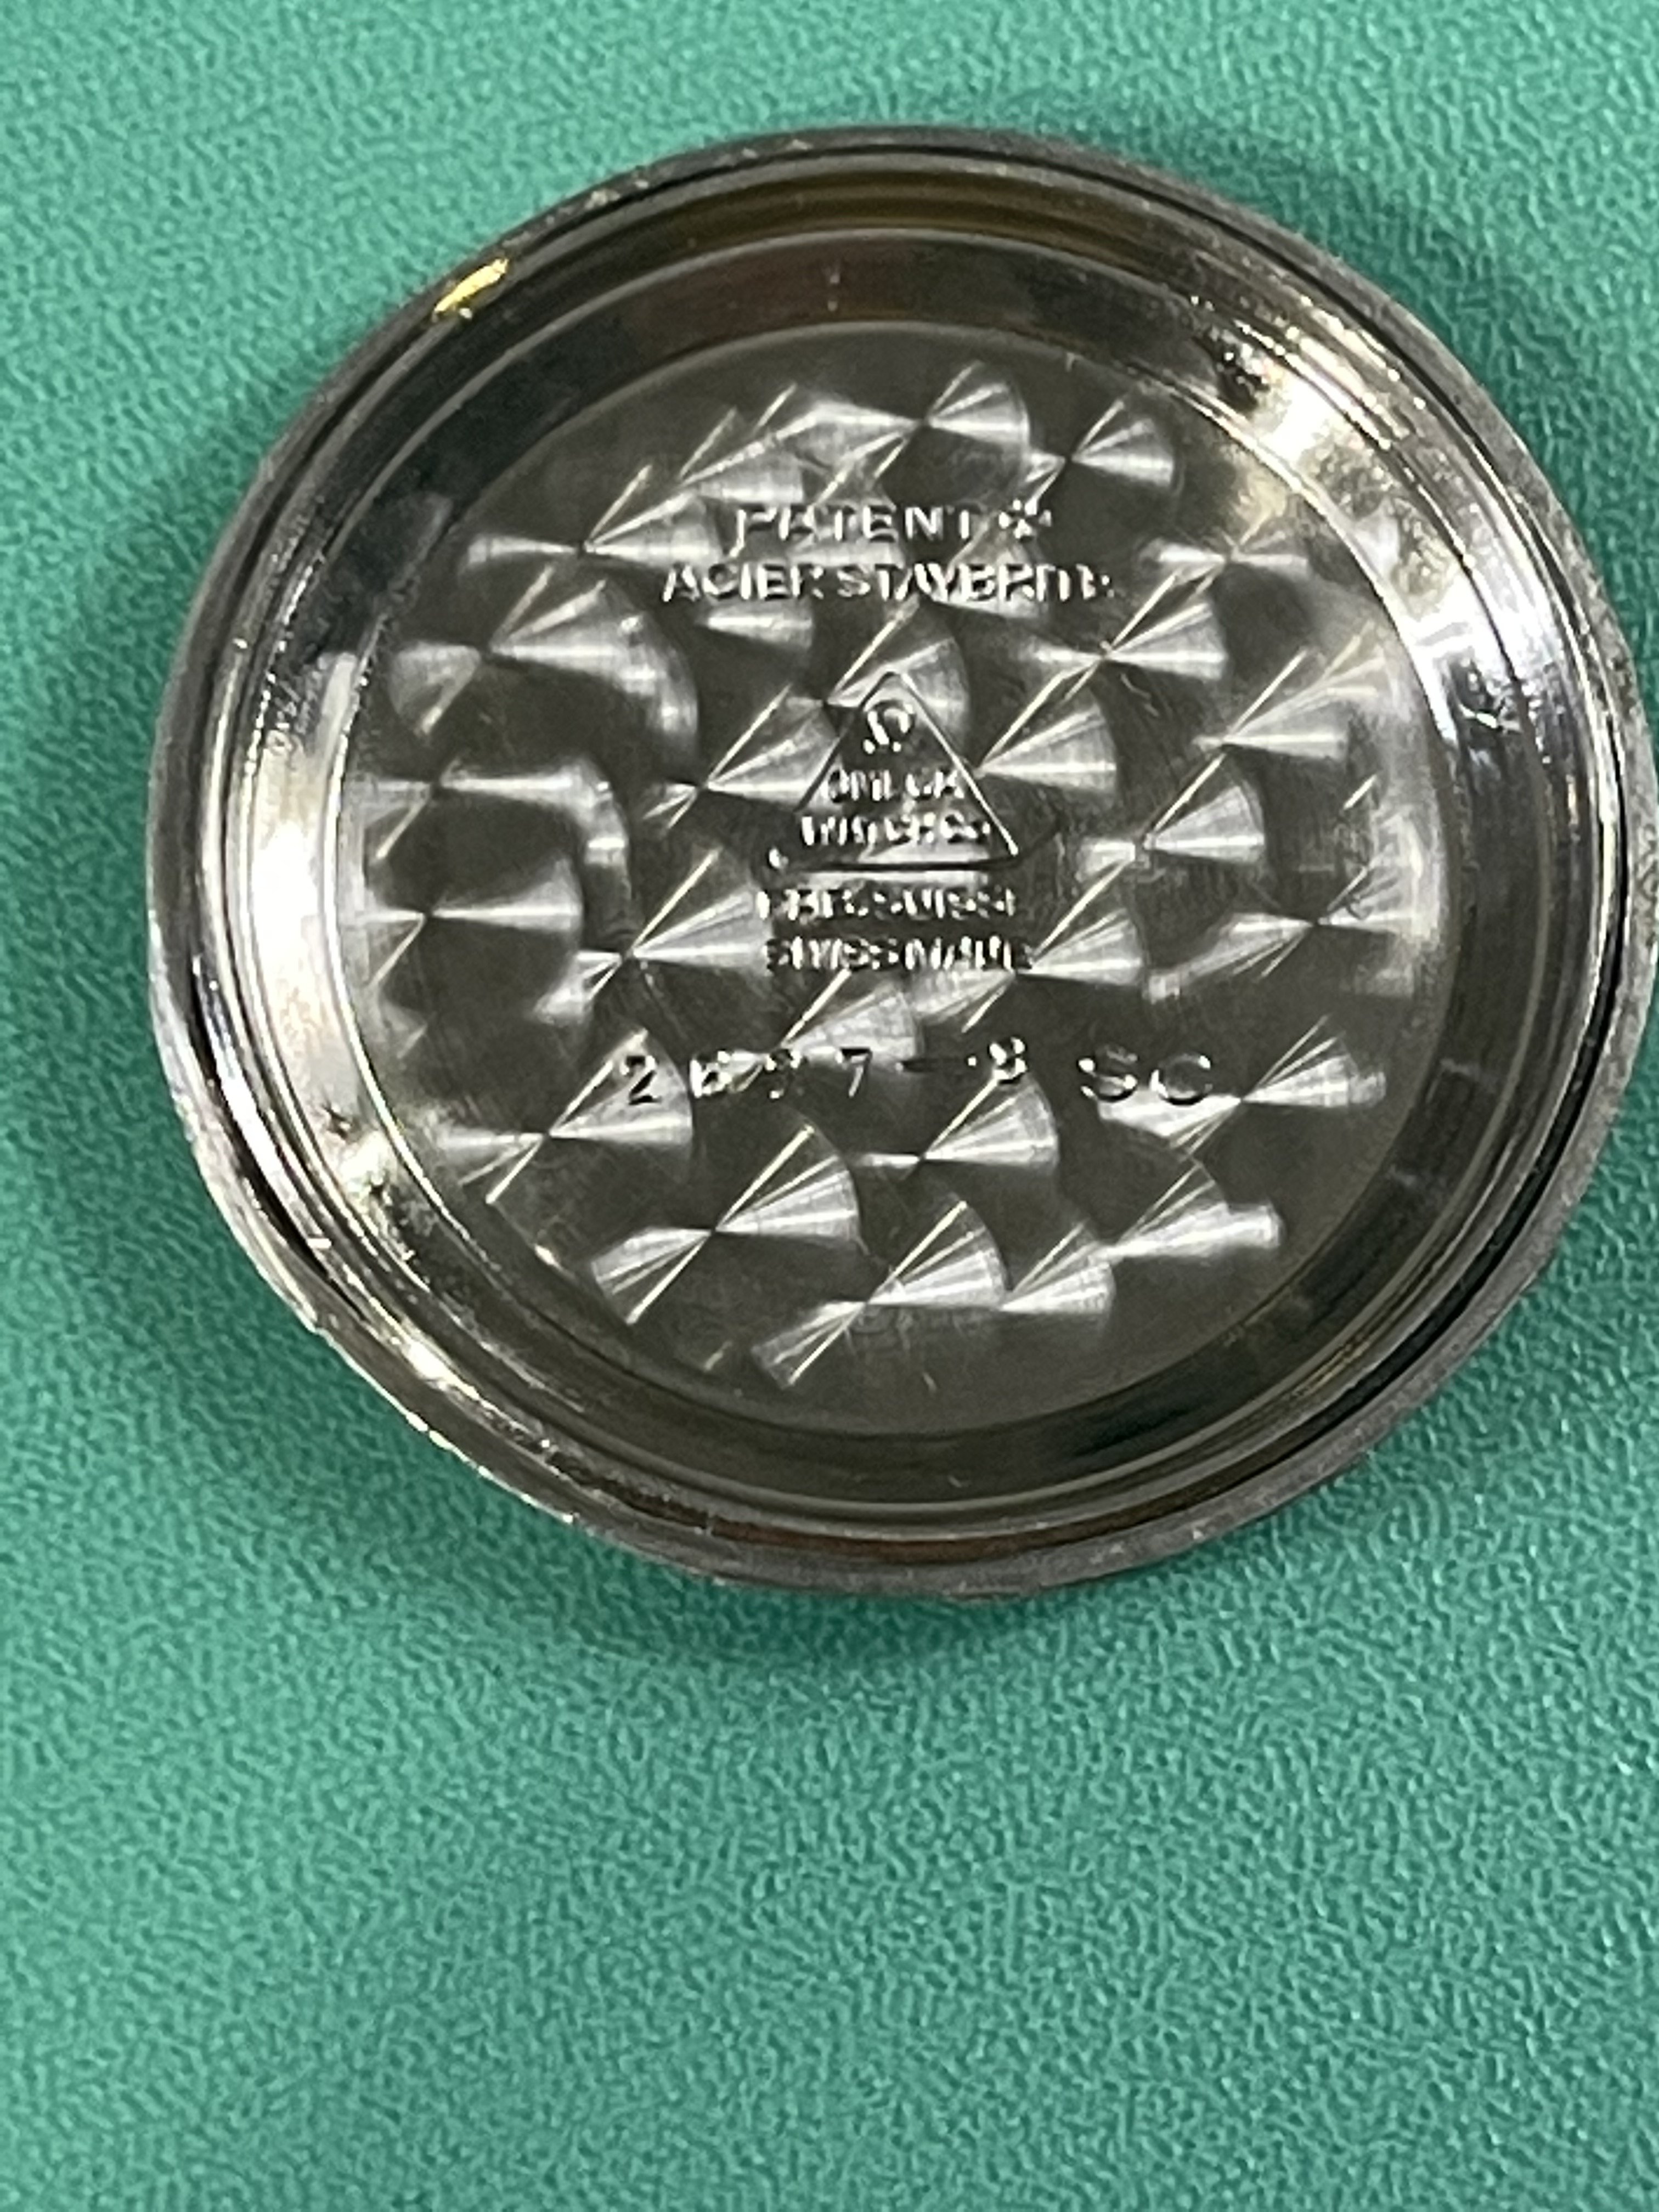 PATENT
ACIER STAYBRITE
Ω
OMEGA
WATCH Co
FAB. SUISSE
SWISS MADE